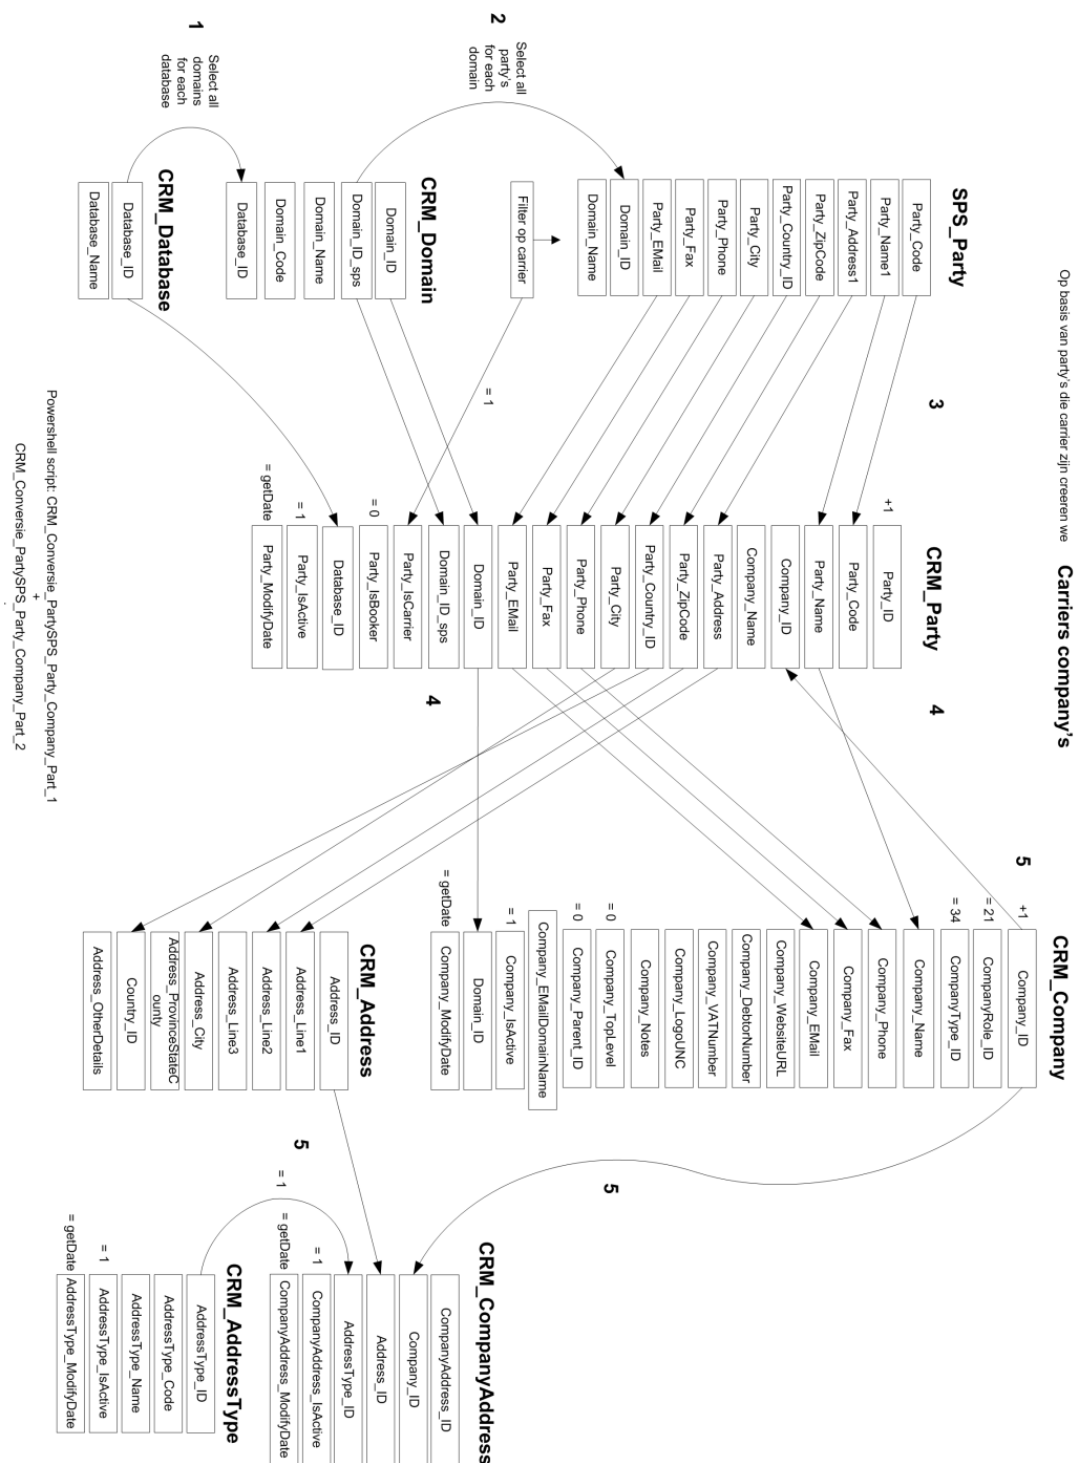 Op basis van party's die carrier zijn creeren we
Carriers company's
1
Select all
domains
for each
database
2
Select all
party's
for each
domain
SPS_Party
Party_Code
Party_Name1
Party_Address1
Party_ZipCode
Party_Country_ID
Party_City
Party_Phone
Party_Fax
Party_EMail
Domain_ID
Domain_Name
Filter op carrier
= 1
CRM_Domain
Domain_ID
Domain_ID_sps
Domain_Name
Domain_Code
Database_ID
CRM_Database
Database_ID
Database_Name
3
CRM_Party
+1
Party_ID
Party_Code
Party_Name
Company_ID
Company_Name
Party_Address
Party_ZipCode
Party_Country_ID
Party_City
Party_Phone
Party_Fax
Party_EMail
Domain_ID
Domain_ID_sps
Party_IsCarrier
= 0
Party_IsBooker
Database_ID
= 1
Party_IsActive
= getDate
Party_ModifyDate
4
4
5
CRM_Company
+1
Company_ID
= 21
CompanyRole_ID
= 34
CompanyType_ID
Company_Name
Company_Phone
Company_Fax
Company_EMail
Company_WebsiteURL
Company_DebtorNumber
Company_VATNumber
Company_LogoUNC
Company_Notes
= 0
Company_TopLevel
= 0
Company_Parent_ID
Company_EMailDomainName
= 1
Company_IsActive
Domain_ID
= getDate
Company_ModifyDate
CRM_Address
Address_ID
Address_Line1
Address_Line2
Address_Line3
Address_City
Address_ProvinceStateC
ounty
Country_ID
Address_OtherDetails
5
5
= 1
CRM_CompanyAddress
CompanyAddress_ID
Company_ID
Address_ID
AddressType_ID
= 1
CompanyAddress_IsActive
= getDate
CompanyAddress_ModifyDate
CRM_AddressType
AddressType_ID
AddressType_Code
AddressType_Name
= 1
AddressType_IsActive
= getDate
AddressType_ModifyDate
Powershell script: CRM_Conversie_PartySPS_Party_Company_Part_1
+
CRM_Conversie_PartySPS_Party_Company_Part_2